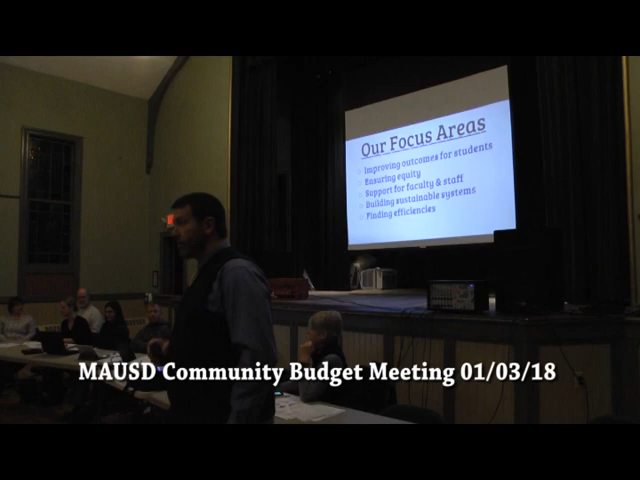 Our Focus Areas
Improving outcomes for students
Ensuring equity
Support for faculty & staff
Building sustainable systems
Finding efficiencies
MAUSD Community Budget Meeting 01/03/18